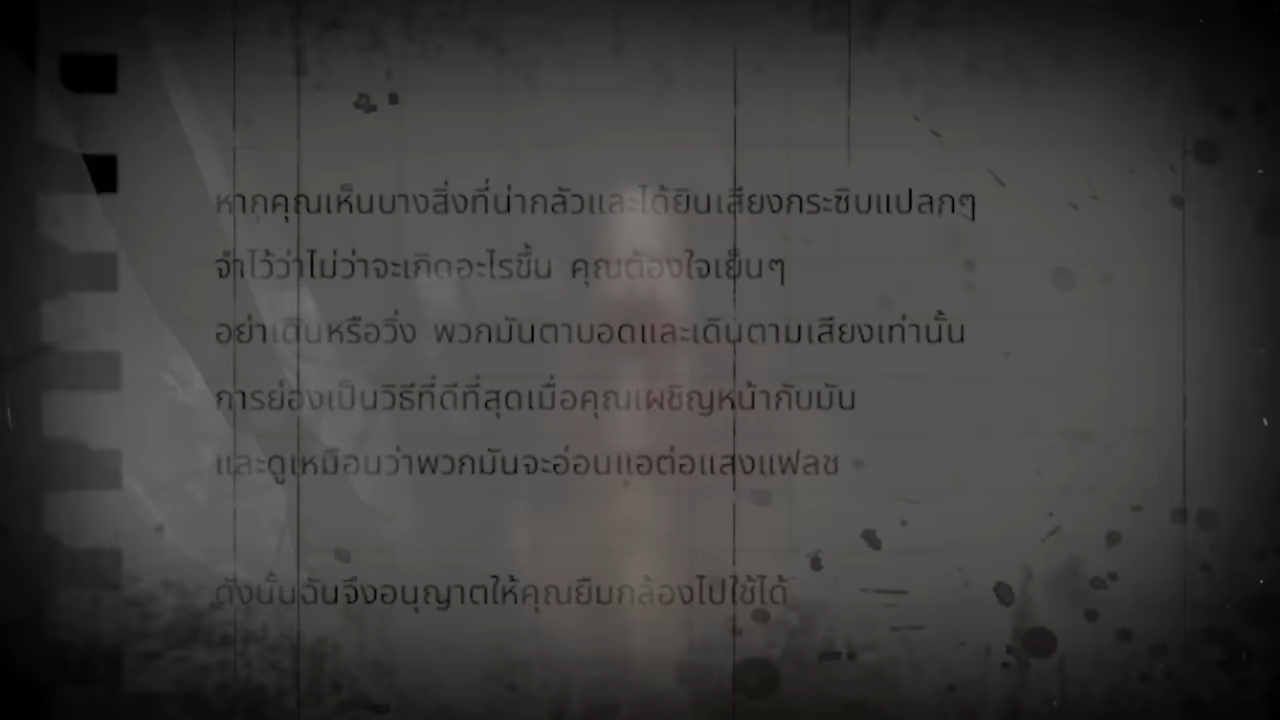 หากคุณเห็นบางสิ่งที่น่ากลัวและได้ยินเสียงกระซิบแปลกๆ
จำไว้ว่าไม่ว่าจะเกิดอะไรขึ้น คุณต้องใจเย็นๆ
อย่าเดินหรือวิ่ง พวกมันตาบอดและเดินตามเสียงเท่านั้น
การย่องเป็นวิธีที่ดีที่สุดเมื่อคุณเผชิญหน้ากับมัน
และดูเหมือนว่าพวกมันจะอ่อนแอต่อแสงแฟลช
ดังนั้นฉันจึงอนุญาตให้คุณยืมกล้องไปใช้ได้